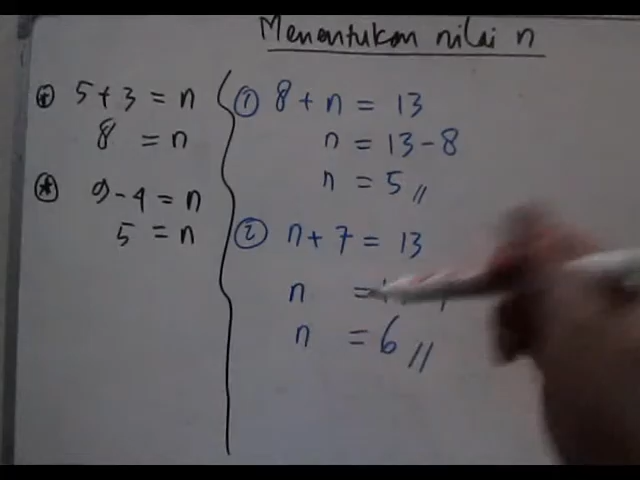 Menentukan nilai n
* 5 + 3 = n
8 = n
* 9 - 4 = n
5 = n
① 8 + n = 13
n = 13 - 8
n = 5 //
② n + 7 = 13
n =
n = 6 //